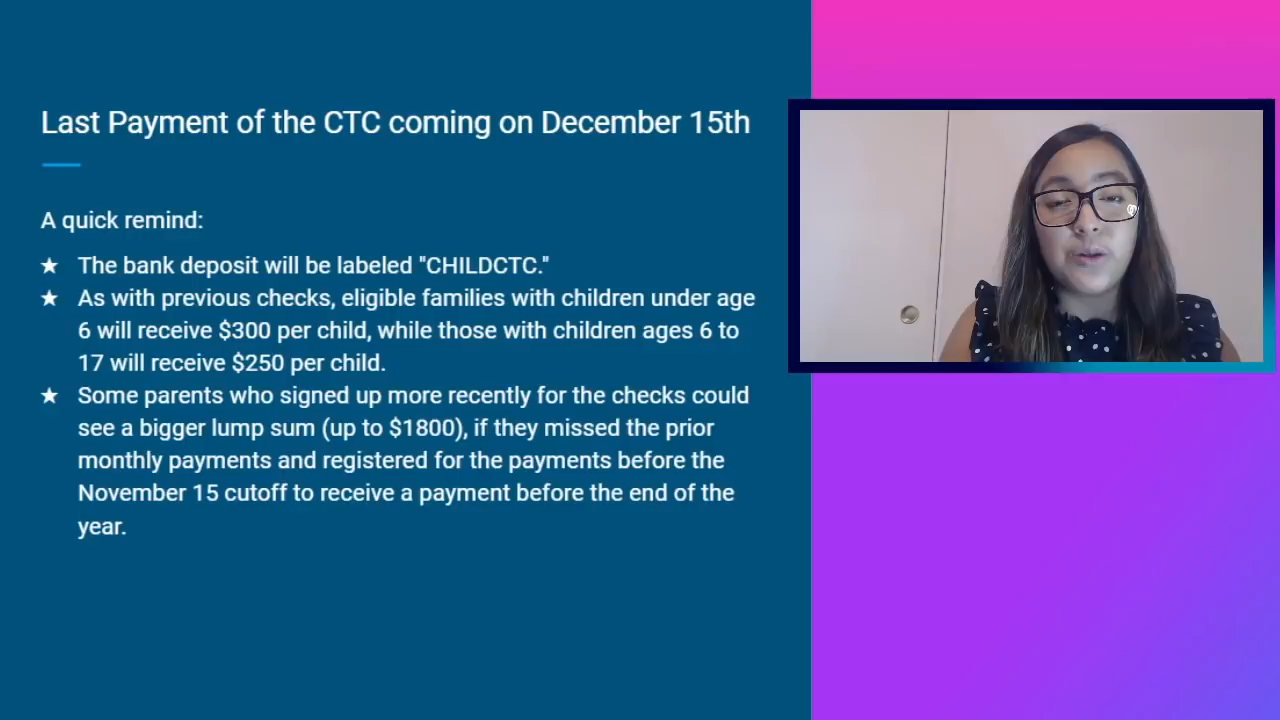 Last Payment of the CTC coming on December 15th
A quick remind:
★ The bank deposit will be labeled "CHILDCTC."
★ As with previous checks, eligible families with children under age
6 will receive $300 per child, while those with children ages 6 to
17 will receive $250 per child.
★ Some parents who signed up more recently for the checks could
see a bigger lump sum (up to $1800), if they missed the prior
monthly payments and registered for the payments before the
November 15 cutoff to receive a payment before the end of the
year.